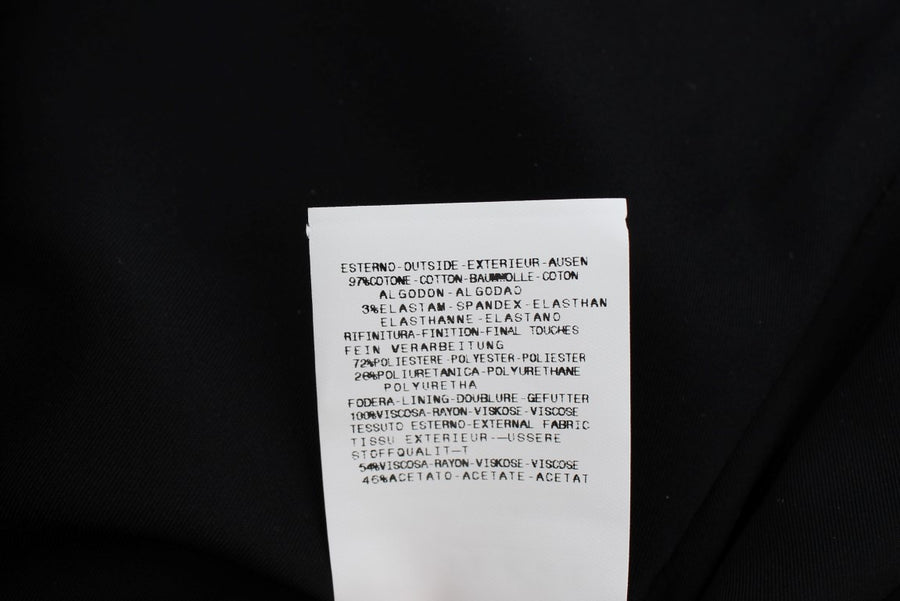 ESTERNO-OUTSIDE-EXTERIEUR-AUSEN
97%COTONE-COTTON-BAUMWOLLE-COTON
ALGODON-ALGODAO
3%ELASTAM-SPANDEX-ELASTHAN
ELASTHANNE-ELASTANO
RIFINITURA-FINITION-FINAL TOUCHES
FEIN VERARBEITUNG
72%POLIESTERE-POLYESTER-POLIESTER
28%POLIURETANICA-POLYURETHANE
POLYURETHA
FODERA-LINING-DOUBLURE-GEFUTTER
100%VISCOSA-RAYON-VISKOSE-VISCOSE
TESSUTO ESTERNO-EXTERNAL FABRIC
TISSU EXTERIEUR-—USSERE
STOFFQUALIT—T
54%VISCOSA-RAYON-VISKOSE-VISCOSE
46%ACETATO-ACETATE-ACETAT